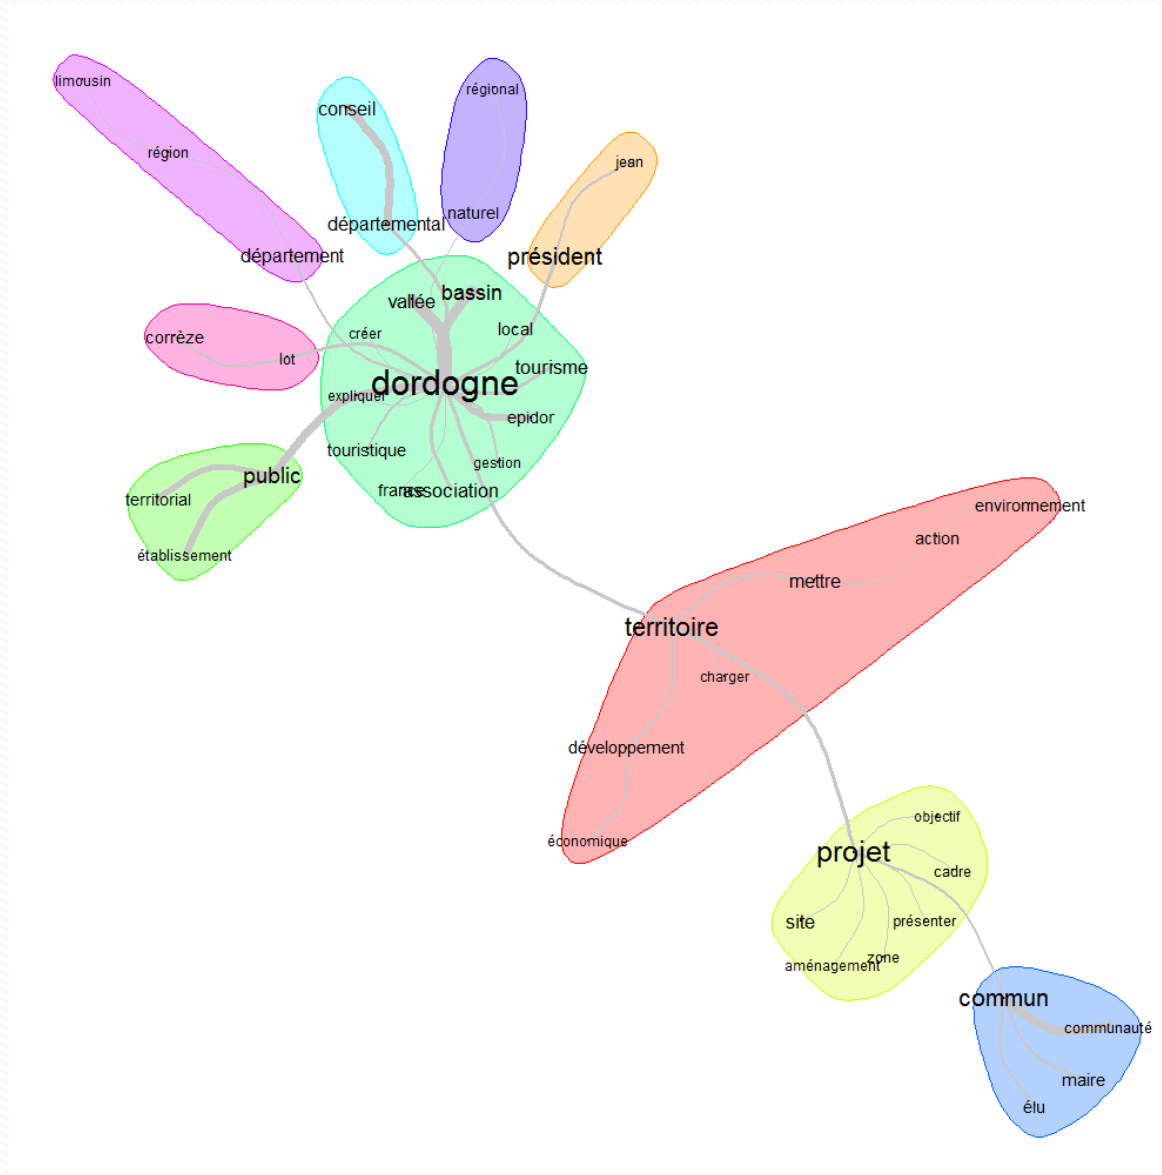 limousin
région
département
conseil
départemental
régional
naturel
jean
président
corrèze
lot
vallée
bassin
créer
local
tourisme
dordogne
expliquer
epidor
touristique
gestion
france
association
public
territorial
établissement
environnement
action
mettre
territoire
charger
développement
économique
objectif
projet
cadre
site
présenter
aménagement
zone
commun
communauté
maire
élu